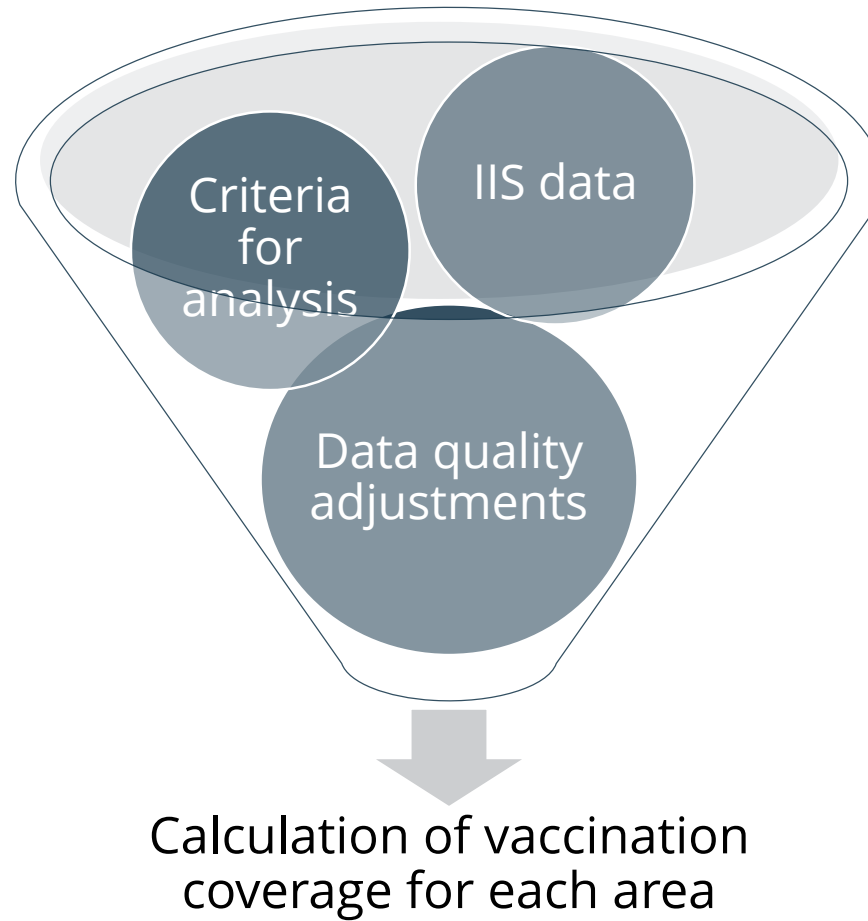 Criteria
for
analysis
IIS data
Data quality
adjustments
Calculation of vaccination
coverage for each area